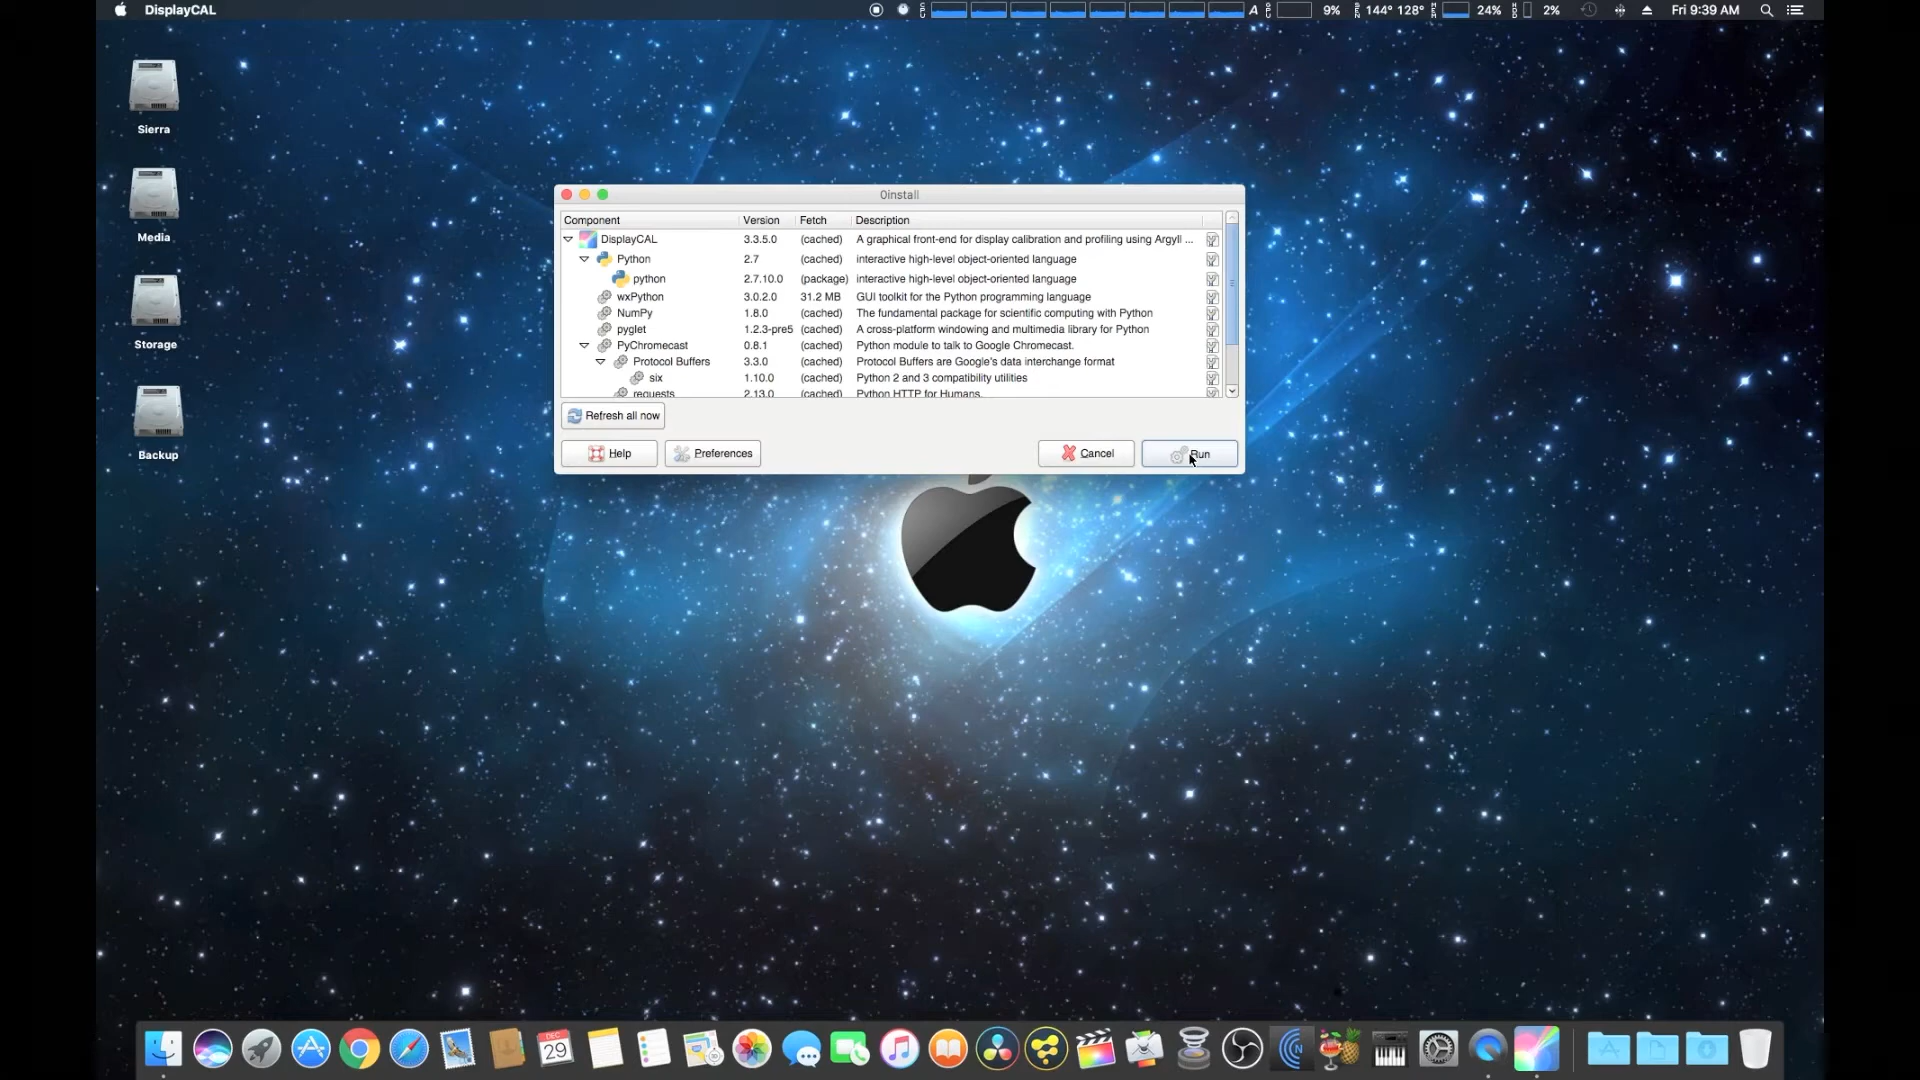 DisplayCAL
9%
144° 128°
24%
2%
Fri 9:39 AM
Sierra
Media
Storage
Backup
0install
Component Version Fetch Description
DisplayCAL 3.3.5.0 (cached) A graphical front-end for display calibration and profiling using Argyll ...
Python 2.7 (cached) interactive high-level object-oriented language
python 2.7.10.0 (package) interactive high-level object-oriented language
wxPython 3.0.2.0 31.2 MB GUI toolkit for the Python programming language
NumPy 1.8.0 (cached) The fundamental package for scientific computing with Python
pyglet 1.2.3-pre5 (cached) A cross-platform windowing and multimedia library for Python
PyChromecast 0.8.1 (cached) Python module to talk to Google Chromecast.
Protocol Buffers 3.3.0 (cached) Protocol Buffers are Google's data interchange format
six 1.10.0 (cached) Python 2 and 3 compatibility utilities
requests 2.13.0 (cached) Python HTTP for Humans.
Refresh all now
Help Preferences Cancel Run
DEC
29